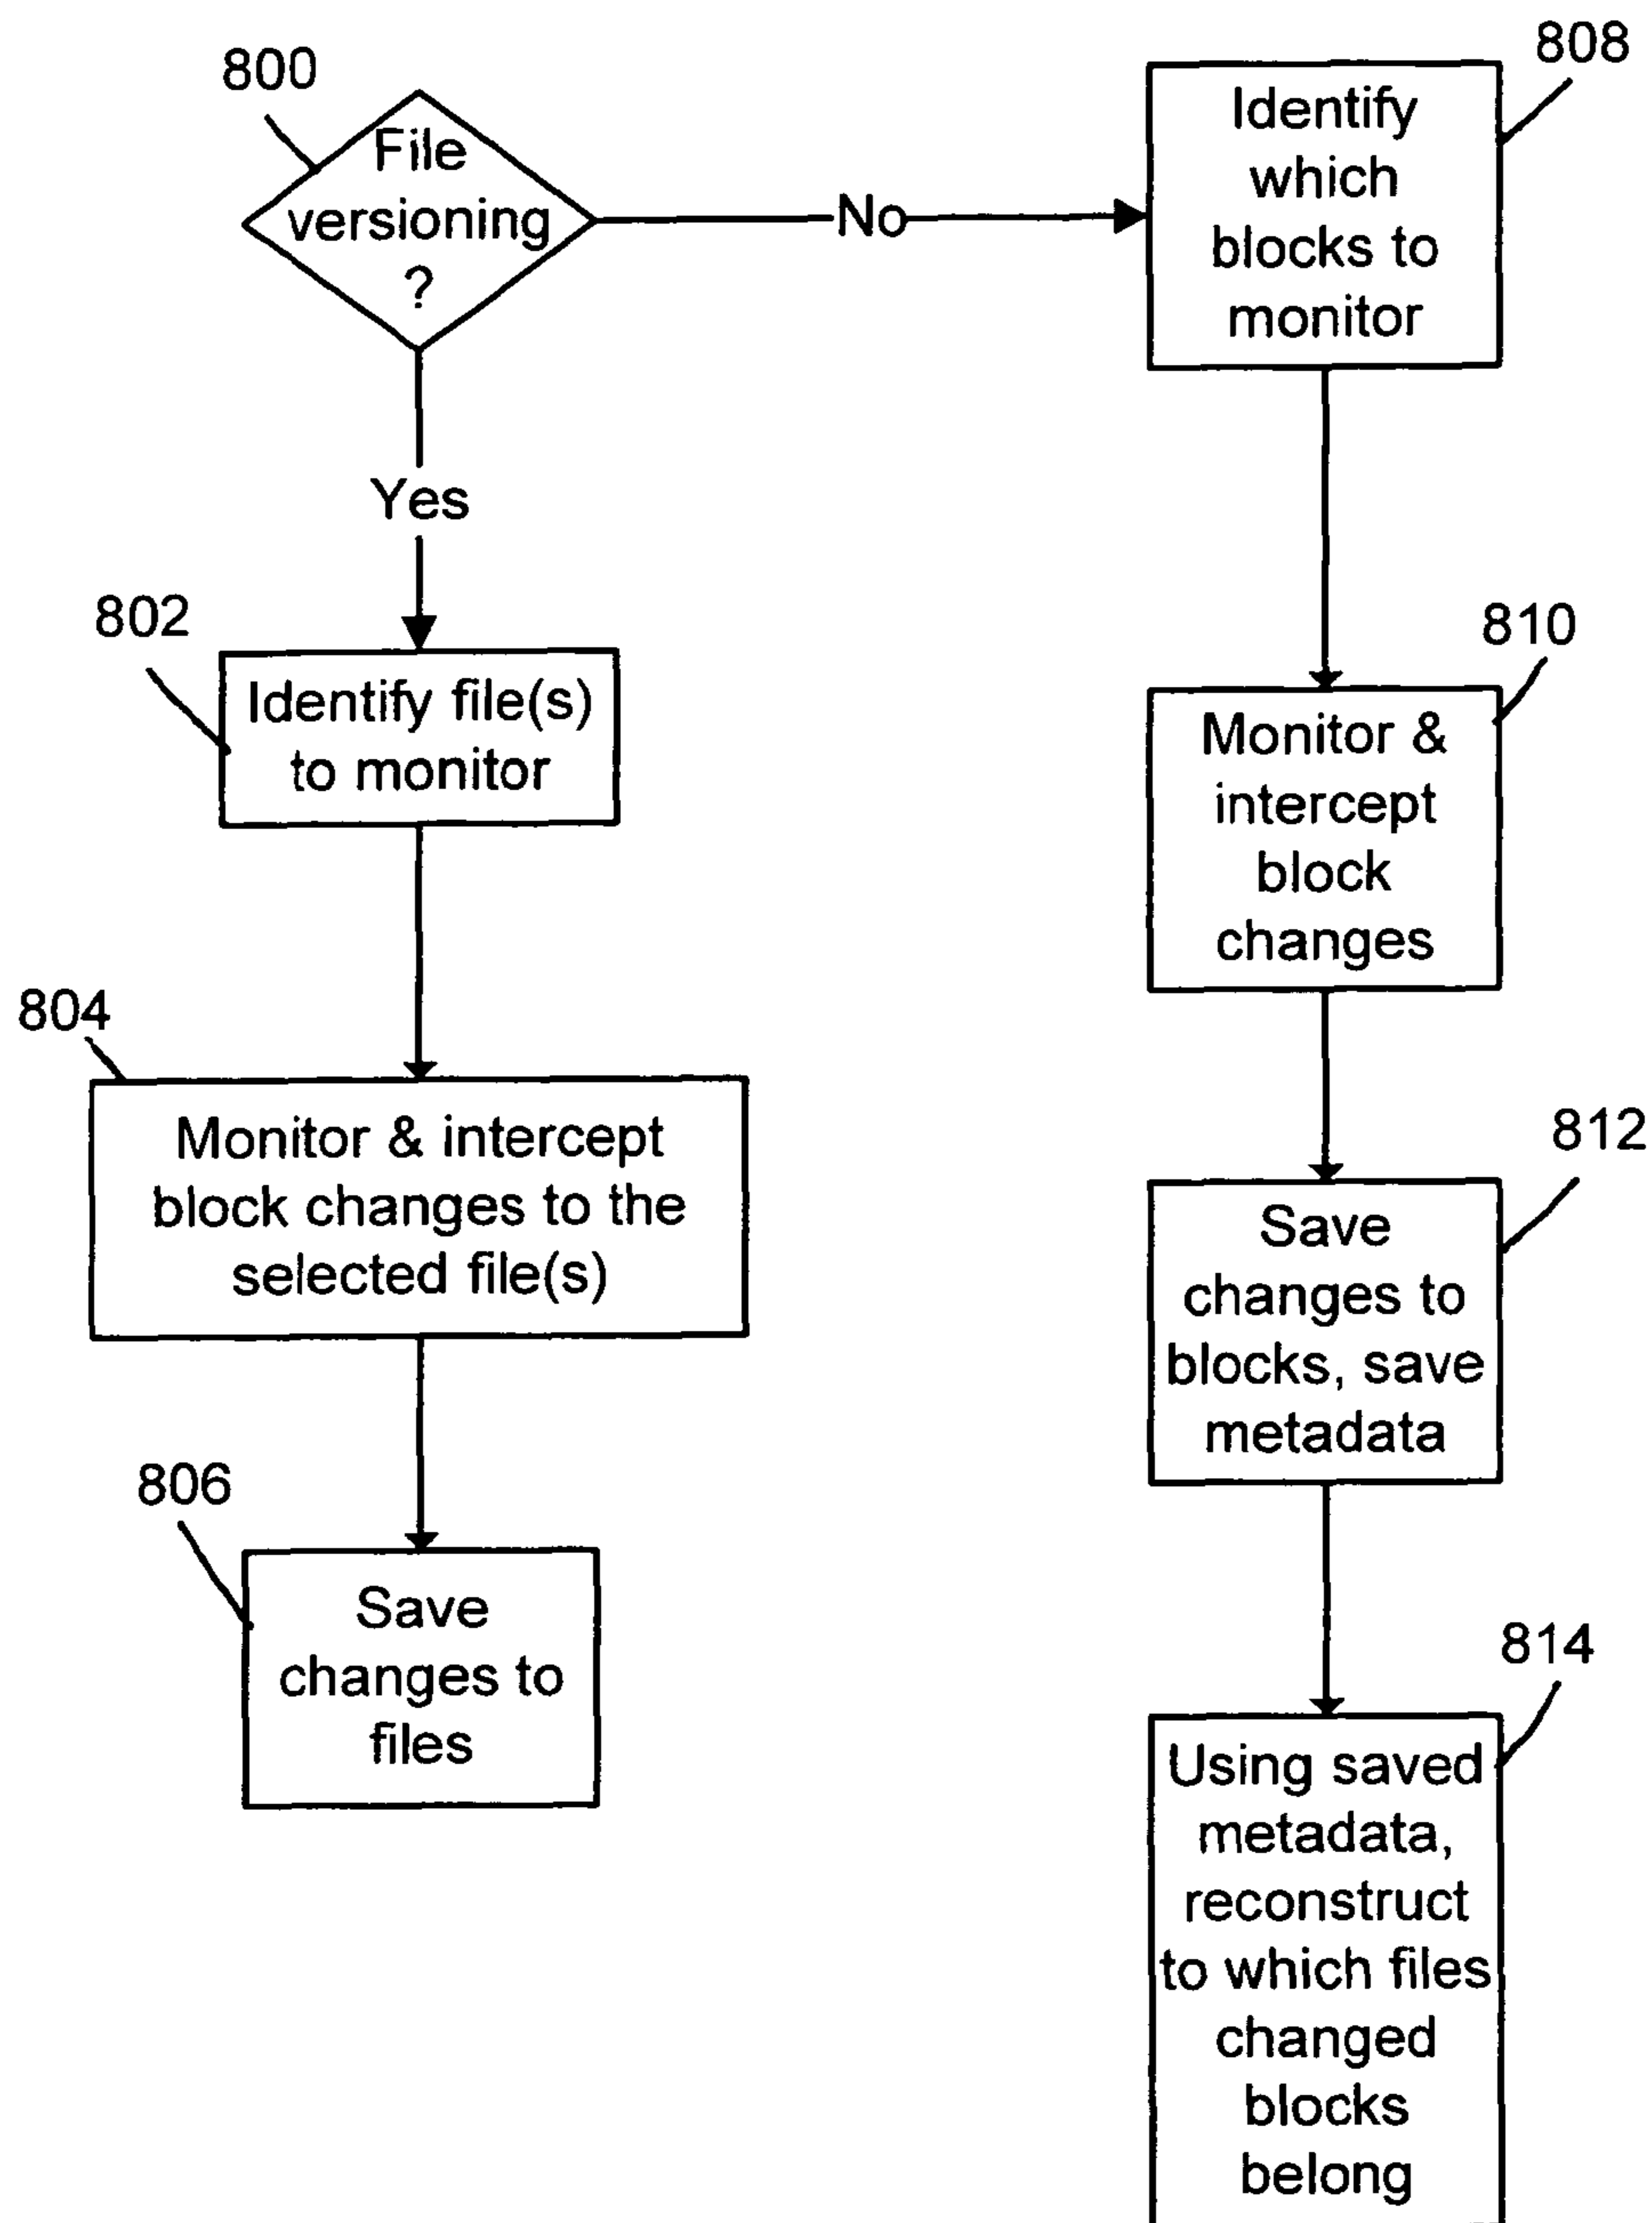 800
File
versioning
?
No
Yes
802
Identify file(s)
to monitor
804
Monitor & intercept
block changes to the
selected file(s)
806
Save
changes to
files
808
Identify
which
blocks to
monitor
810
Monitor &
intercept
block
changes
812
Save
changes to
blocks, save
metadata
814
Using saved
metadata,
reconstruct
to which files
changed
blocks
belong